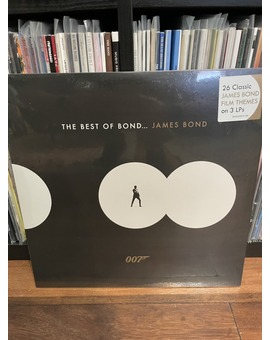 THE BEST OF BOND... JAMES BOND
26 Classic
JAMES BOND
FILM THEMES
on 3 LPs
007